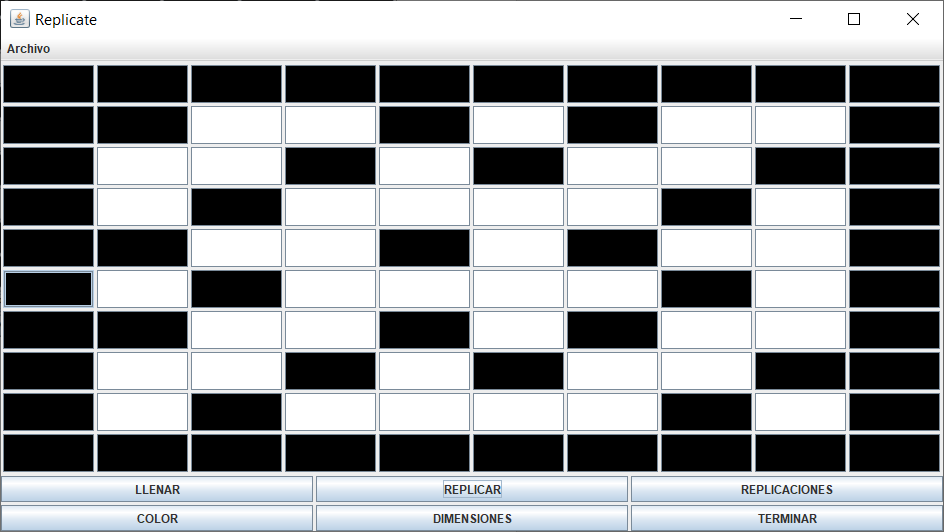 Replicate
Archivo
LLENAR REPLICAR REPLICACIONES
COLOR DIMENSIONES TERMINAR